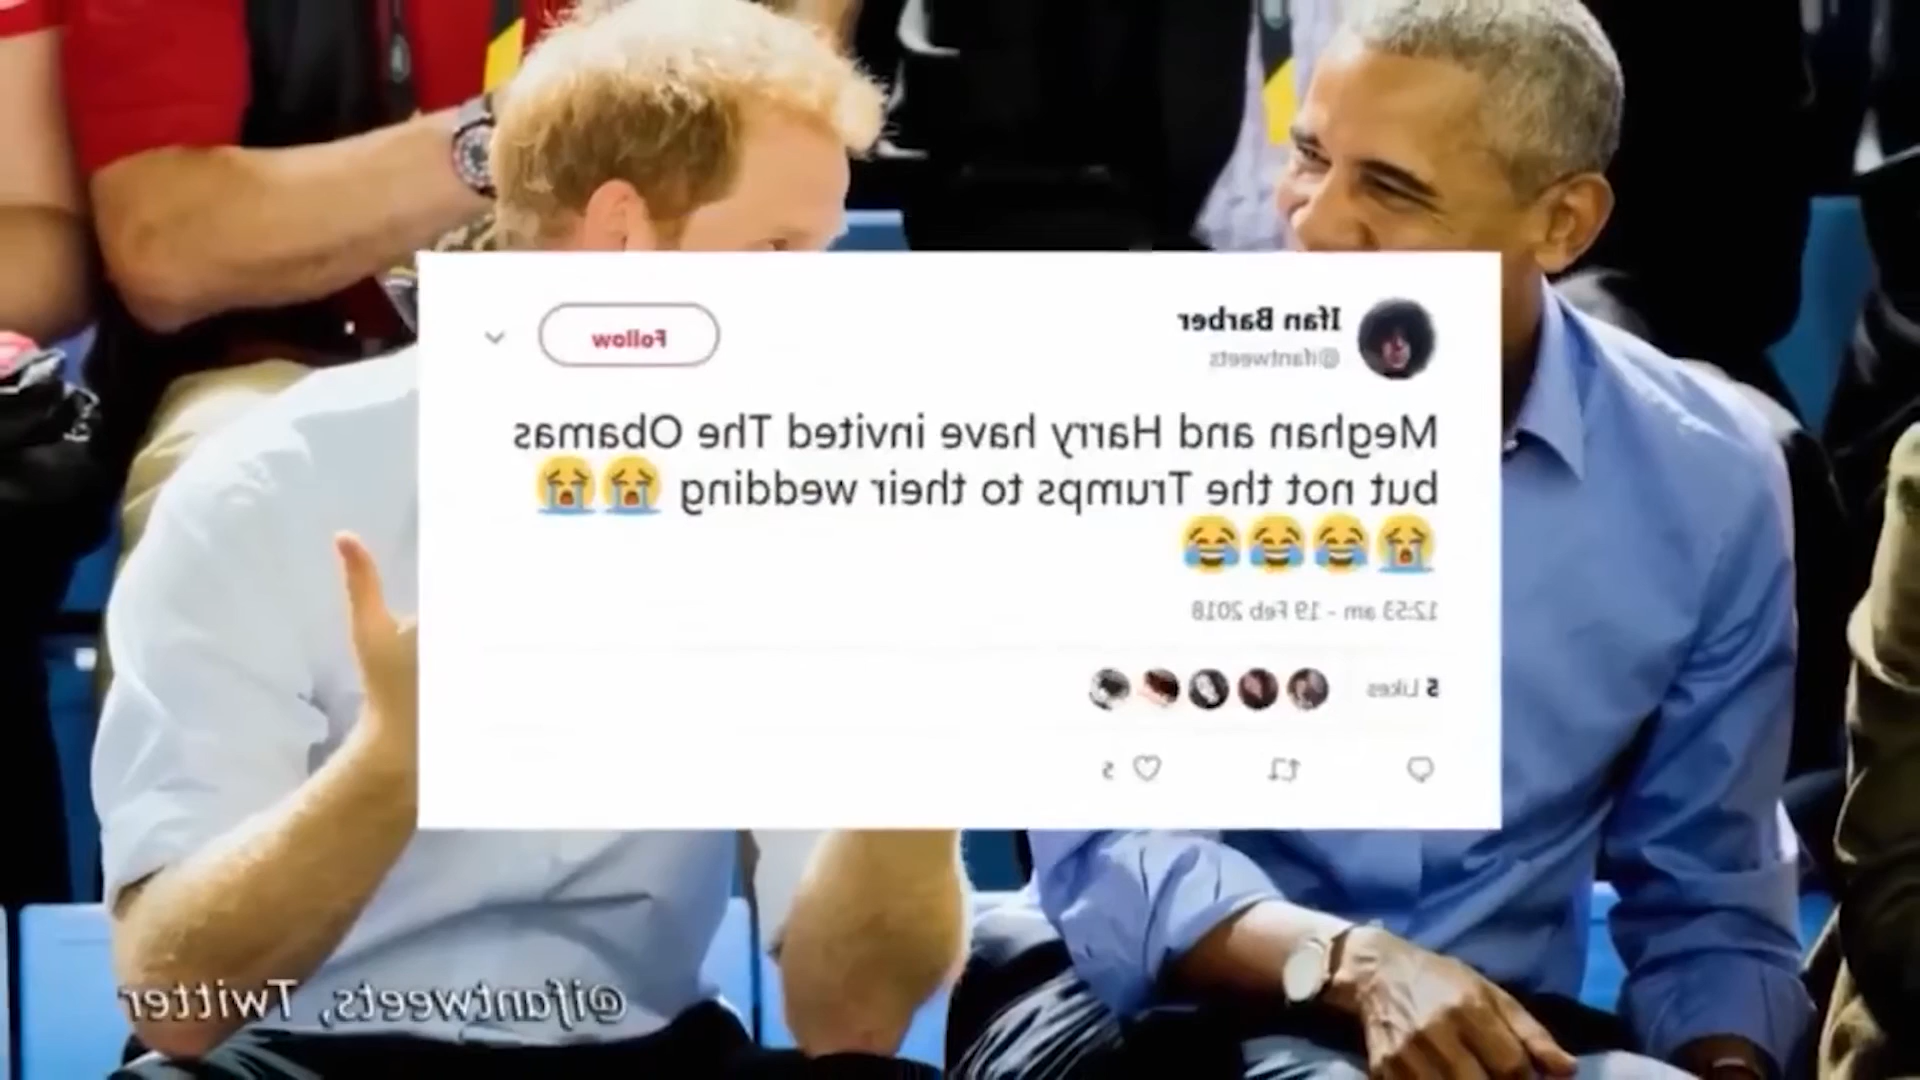 Ifan Barber
@ifantweets
Follow
Meghan and Harry have invited The Obamas
but not the Trumps to their wedding 😭😭
😭😂😂😂
12:53 am - 19 Feb 2018
5 Likes
5
@ifantweets, Twitter